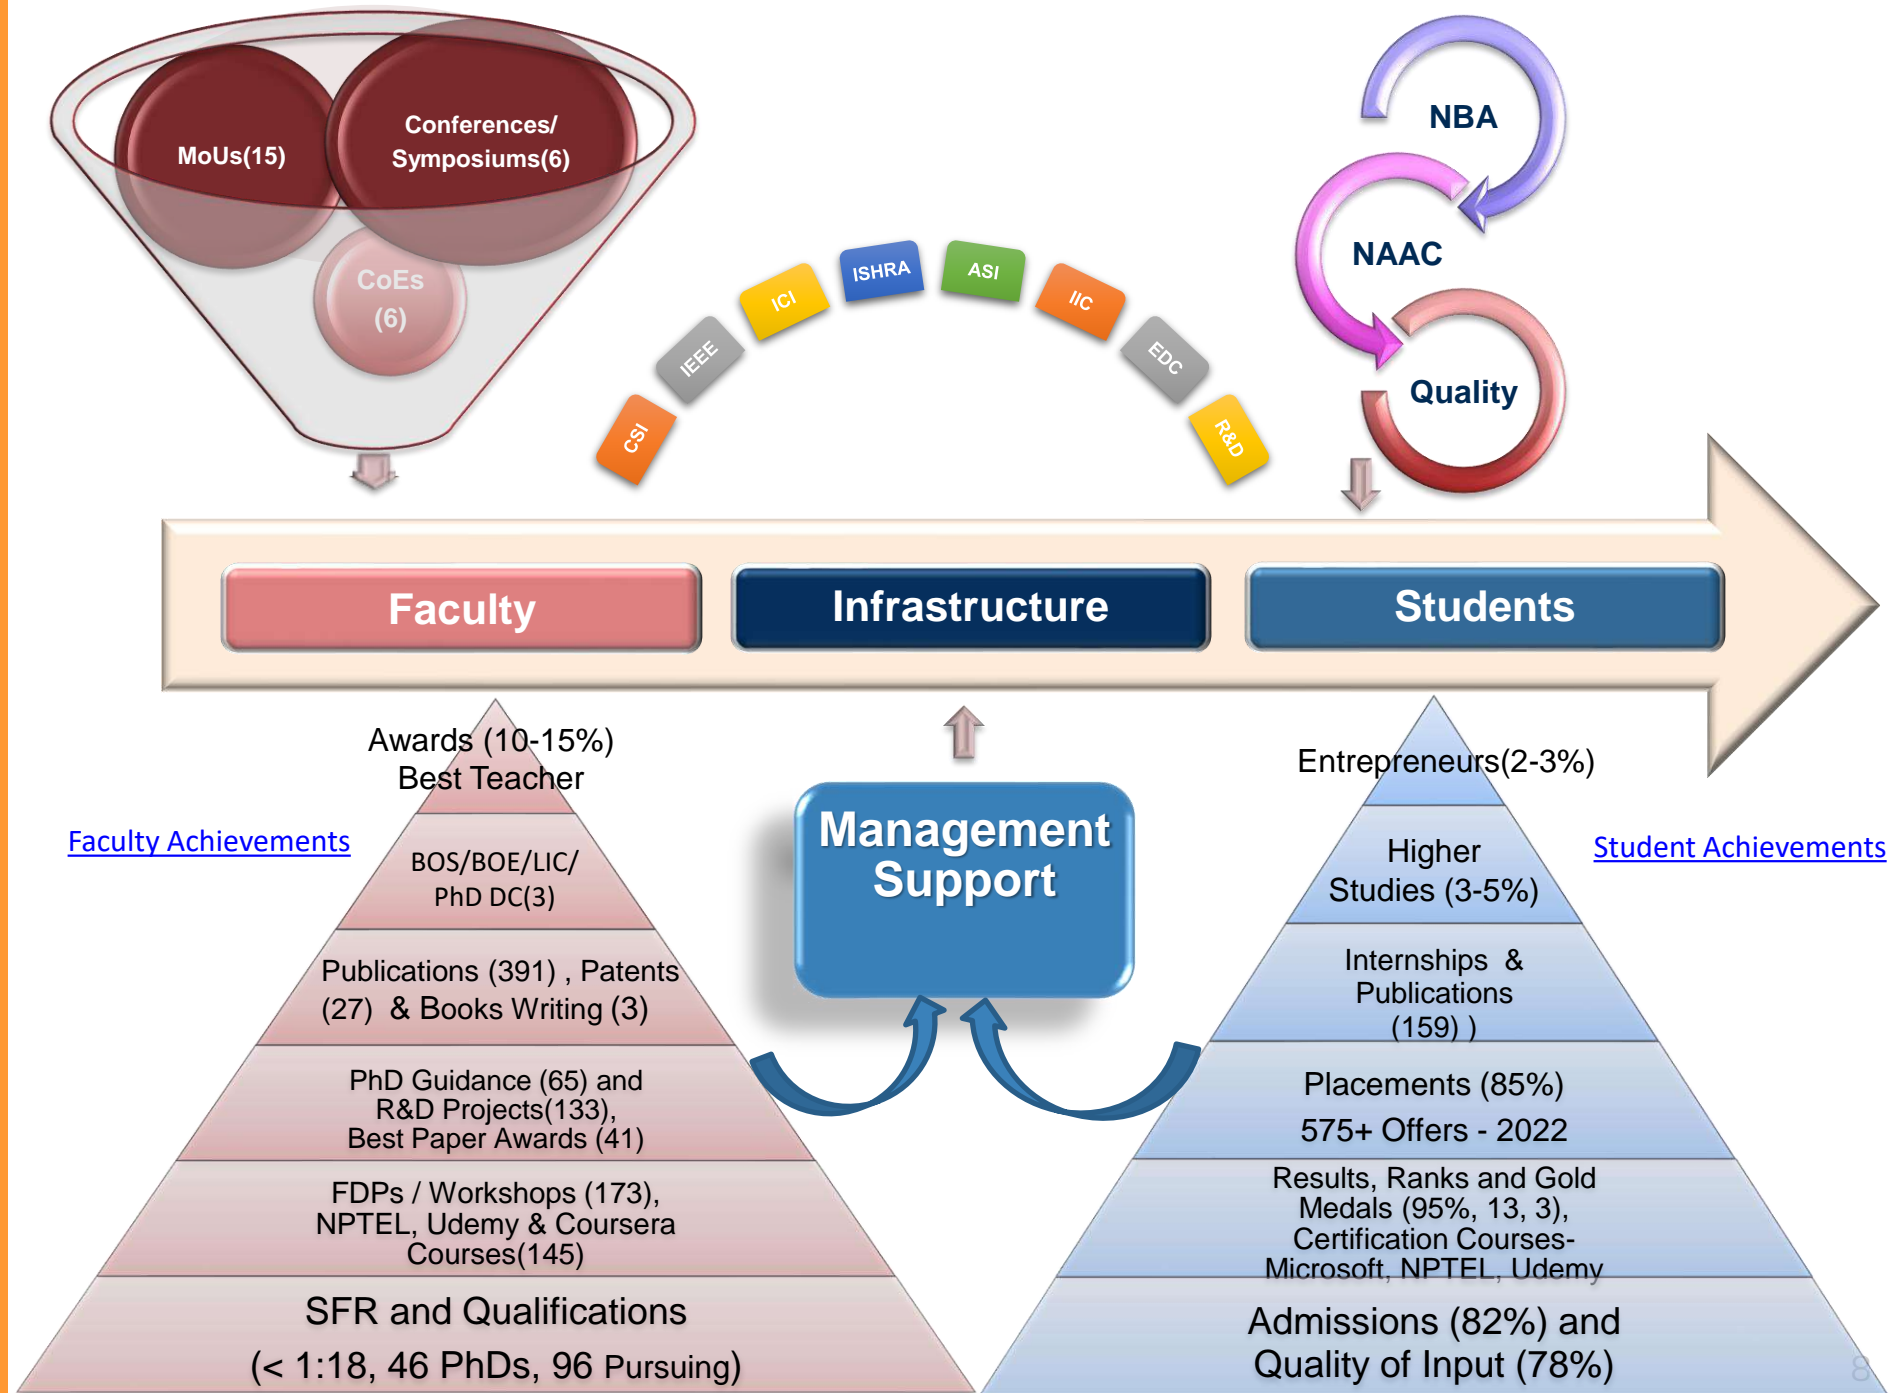 MoUs(15)
Conferences/
Symposiums(6)
CoEs
(6)
CSI
IEEE
ICI
ISHRA
ASI
IIC
EDC
R&D
NBA
NAAC
Quality
Faculty
Infrastructure
Students
Awards (10-15%)
Best Teacher
Faculty Achievements
BOS/BOE/LIC/
PhD DC(3)
Publications (391) , Patents
(27) & Books Writing (3)
PhD Guidance (65) and
R&D Projects(133),
Best Paper Awards (41)
FDPs / Workshops (173),
NPTEL, Udemy & Coursera
Courses(145)
SFR and Qualifications
(< 1:18, 46 PhDs, 96 Pursuing)
Management
Support
Entrepreneurs(2-3%)
Student Achievements
Higher
Studies (3-5%)
Internships &
Publications
(159) )
Placements (85%)
575+ Offers - 2022
Results, Ranks and Gold
Medals (95%, 13, 3),
Certification Courses-
Microsoft, NPTEL, Udemy
Admissions (82%) and
Quality of Input (78%)
8